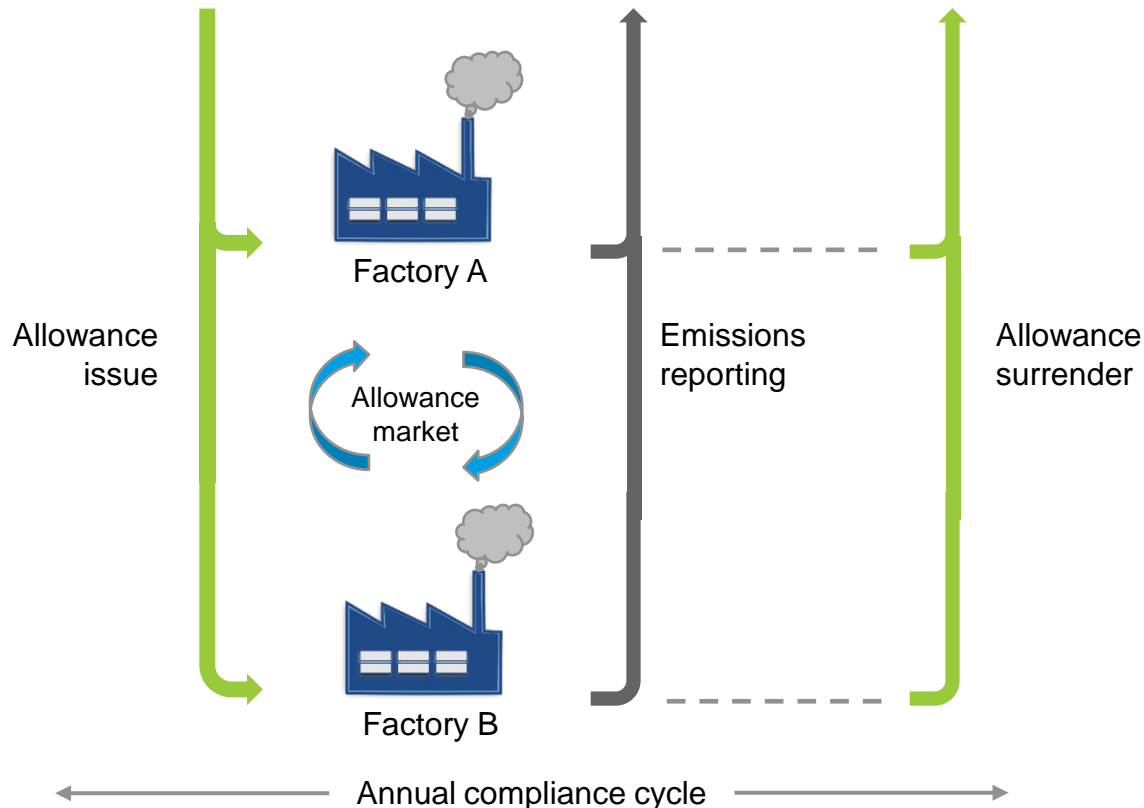 Factory A
Allowance
issue
Allowance
market
Emissions
reporting
Allowance
surrender
Factory B
Annual compliance cycle